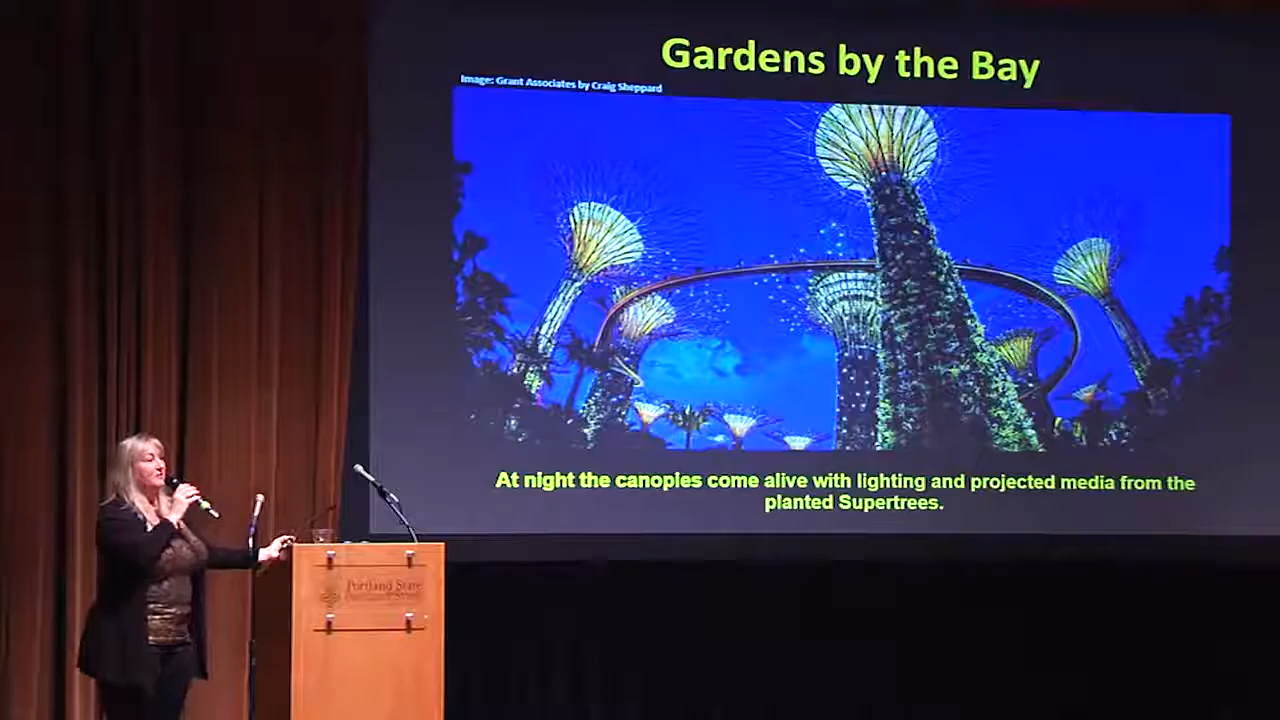 Gardens by the Bay
Image: Grant Associates by Craig Sheppard
At night the canopies come alive with lighting and projected media from the
planted Supertrees.
Portland State